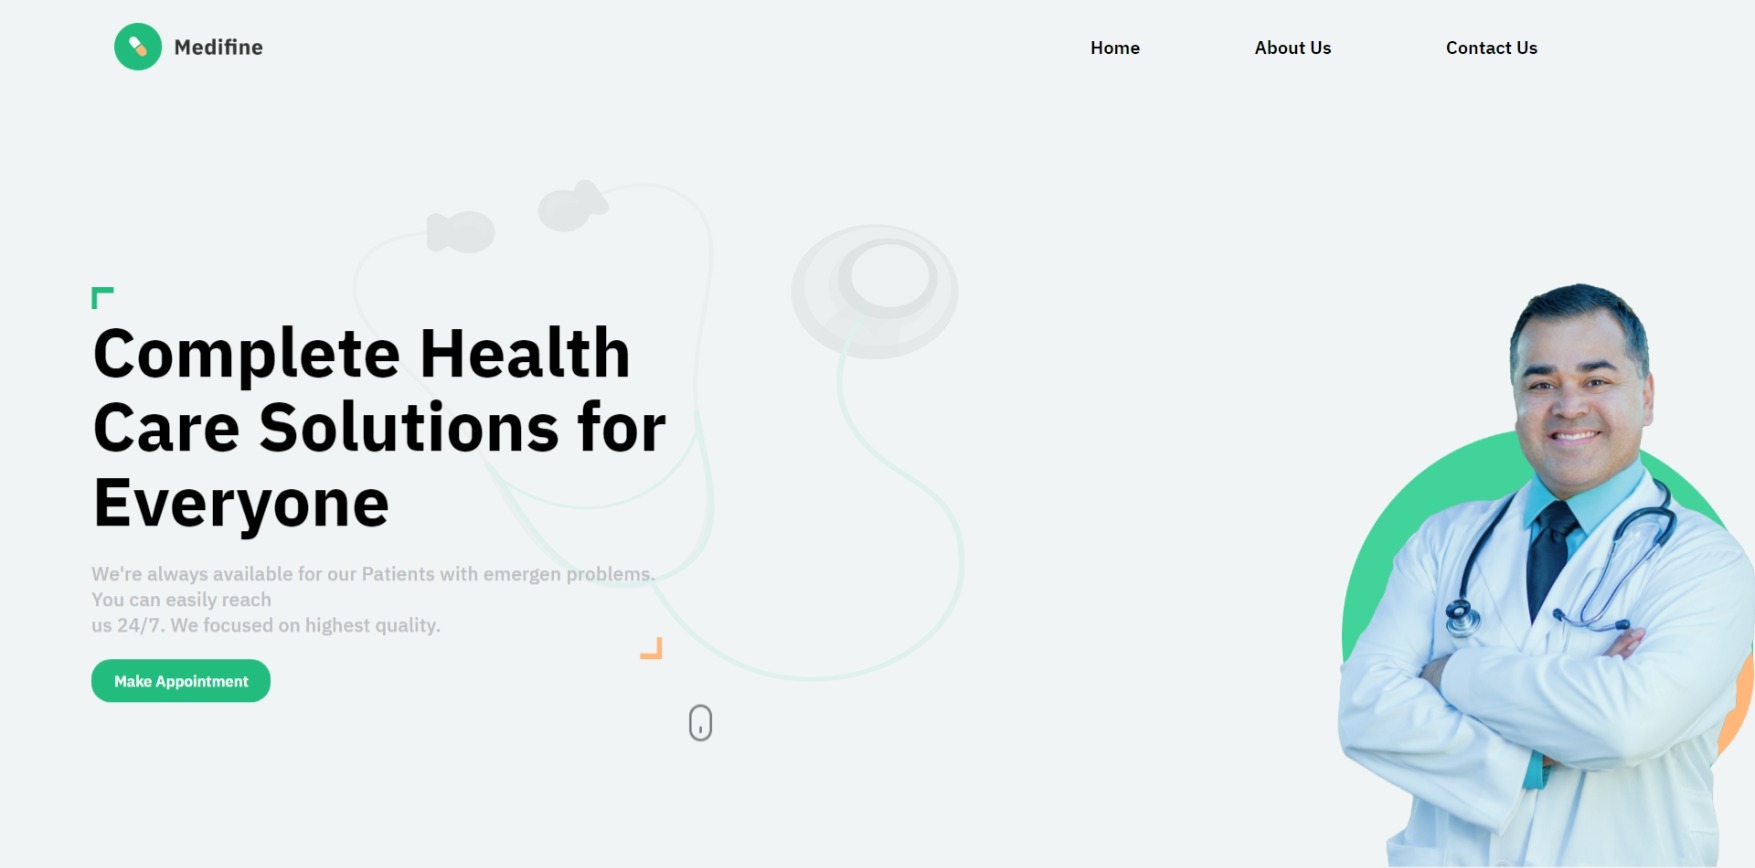 Medifine
Home
About Us
Contact Us
Complete Health
Care Solutions for
Everyone
We're always available for our Patients with emergen problems.
You can easily reach
us 24/7. We focused on highest quality.
Make Appointment